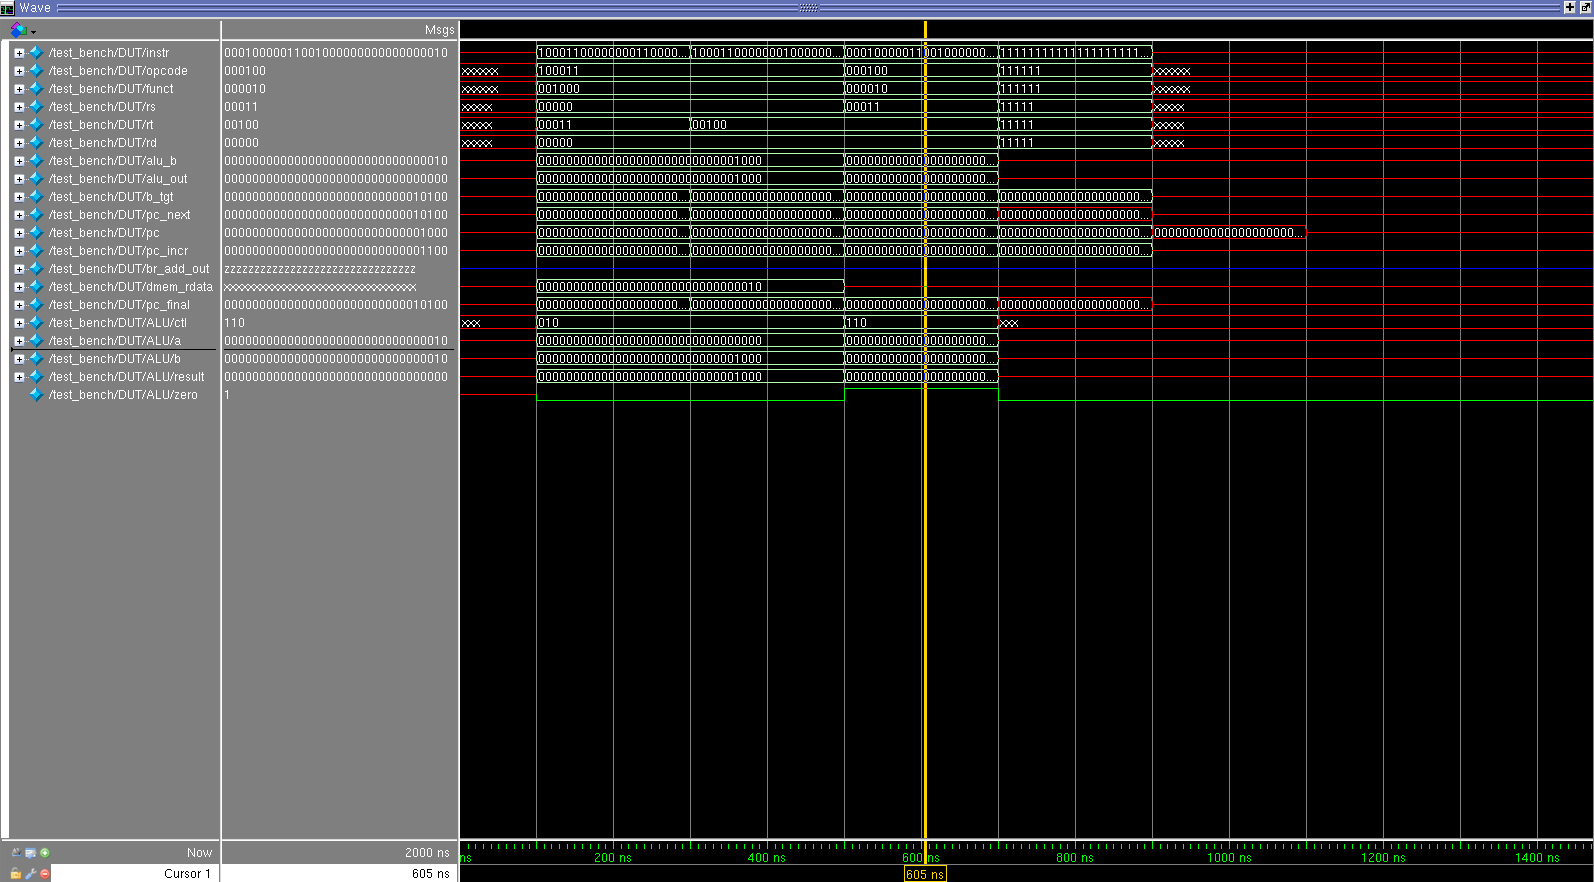 Wave
Msgs
/test_bench/DUT/instr 00010000011001000000000000000010 10001100000000110000... 10001100000001000000... 00010000011001000000... 11111111111111111111...
/test_bench/DUT/opcode 000100 xxxxxx 100011 000100 111111 xxxxxx
/test_bench/DUT/funct 000010 xxxxxx 001000 000010 111111 xxxxxx
/test_bench/DUT/rs 00011 xxxxx 00000 00011 11111 xxxxx
/test_bench/DUT/rt 00100 xxxxx 00011 00100 11111 xxxxx
/test_bench/DUT/rd 00000 xxxxx 00000 11111 xxxxx
/test_bench/DUT/alu_b 00000000000000000000000000000010 00000000000000000000000000001000 00000000000000000000...
/test_bench/DUT/alu_out 00000000000000000000000000000000 00000000000000000000000000001000 00000000000000000000...
/test_bench/DUT/b_tgt 00000000000000000000000000010100 00000000000000000000... 00000000000000000000... 00000000000000000000... 00000000000000000000...
/test_bench/DUT/pc_next 00000000000000000000000000010100 00000000000000000000... 00000000000000000000... 00000000000000000000... 00000000000000000000...
/test_bench/DUT/pc 00000000000000000000000000001000 00000000000000000000... 00000000000000000000... 00000000000000000000... 00000000000000000000... 00000000000000000000...
/test_bench/DUT/pc_incr 00000000000000000000000000001100 00000000000000000000... 00000000000000000000... 00000000000000000000... 00000000000000000000...
/test_bench/DUT/br_add_out zzzzzzzzzzzzzzzzzzzzzzzzzzzzzzzz
/test_bench/DUT/dmem_rdata xxxxxxxxxxxxxxxxxxxxxxxxxxxxxxxx 00000000000000000000000000000010
/test_bench/DUT/pc_final 00000000000000000000000000010100 00000000000000000000... 00000000000000000000... 00000000000000000000... 00000000000000000000...
/test_bench/DUT/ALU/ctl 110 xxx 010 110 xxx
/test_bench/DUT/ALU/a 00000000000000000000000000000010 00000000000000000000000000000000 00000000000000000000...
/test_bench/DUT/ALU/b 00000000000000000000000000000010 00000000000000000000000000001000 00000000000000000000...
/test_bench/DUT/ALU/result 00000000000000000000000000000000 00000000000000000000000000001000 00000000000000000000...
/test_bench/DUT/ALU/zero 1
Now 2000 ns ns 200 ns 400 ns 600 ns 800 ns 1000 ns 1200 ns 1400 ns
Cursor 1 605 ns 605 ns